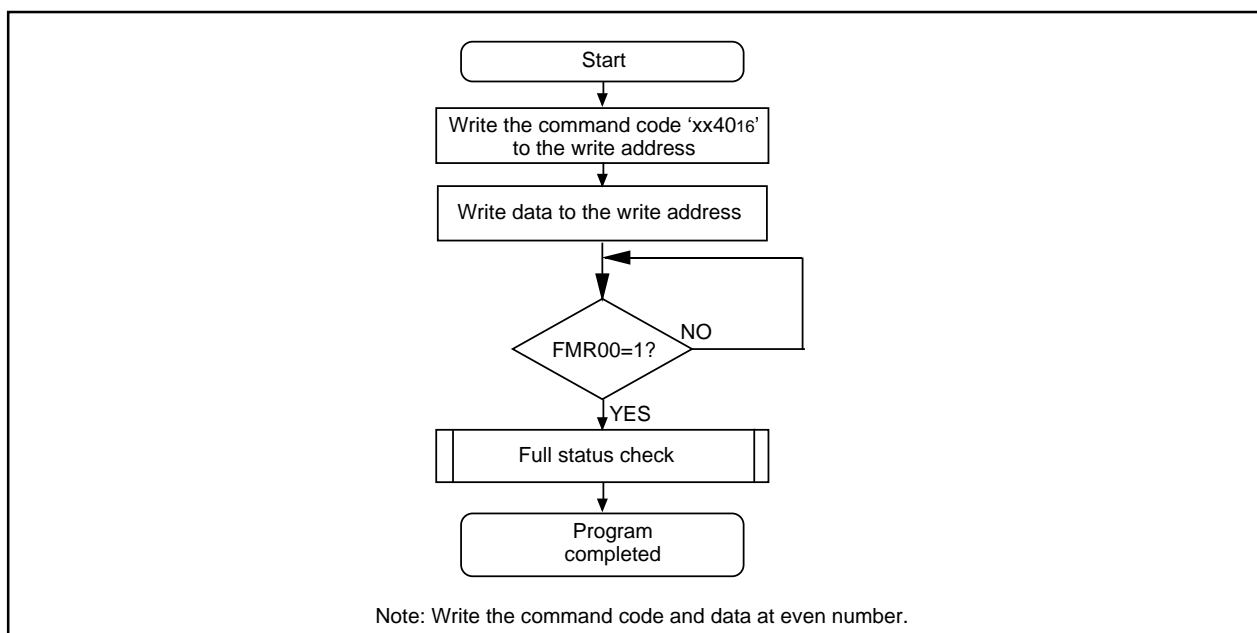 Start
Write the command code ‘xx4016’
to the write address
Write data to the write address
FMR00=1?
NO
YES
Full status check
Program
completed
Note: Write the command code and data at even number.